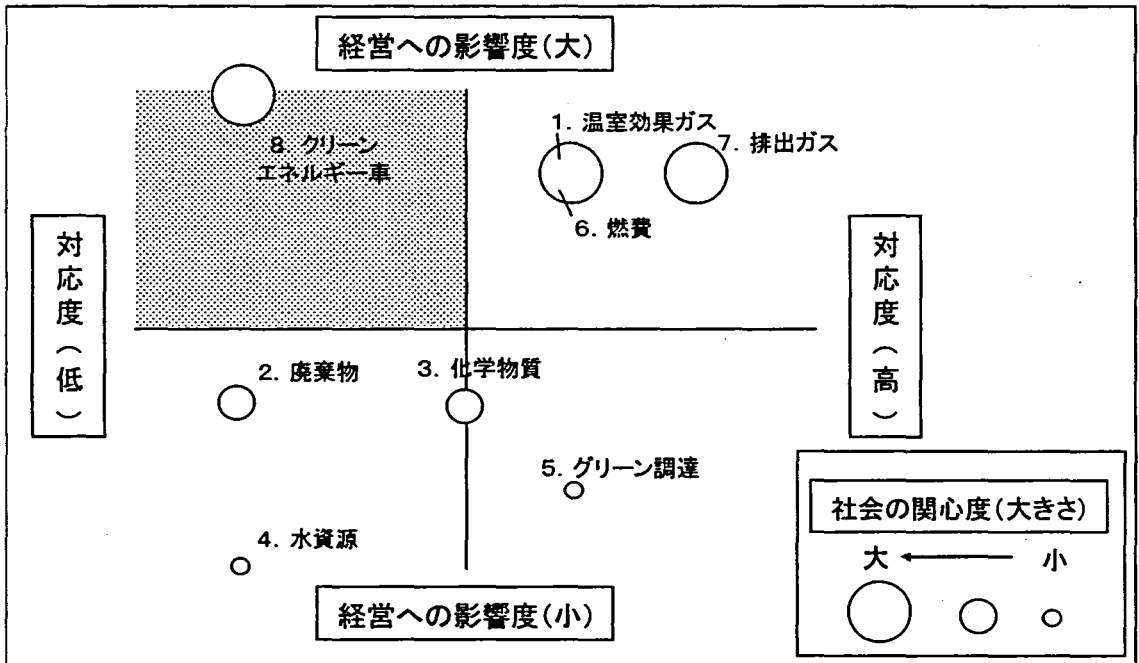 経営への影響度(大)
8. クリーン
エネルギー車
1. 温室効果ガス
7. 排出ガス
6. 燃費
対応度(低)
対応度(高)
2. 廃棄物
3. 化学物質
5. グリーン調達
4. 水資源
経営への影響度(小)
社会の関心度(大きさ)
大 小